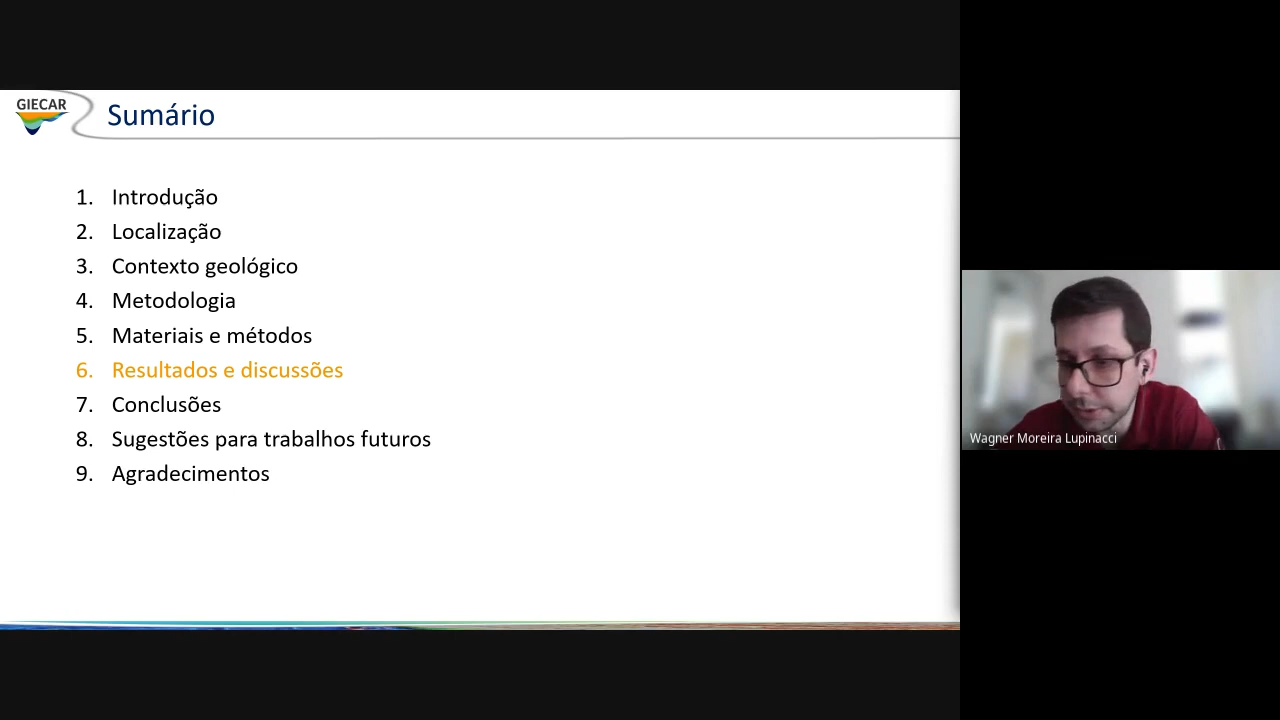 GIECAR
Sumário
1. Introdução
2. Localização
3. Contexto geológico
4. Metodologia
5. Materiais e métodos
6. Resultados e discussões
7. Conclusões
8. Sugestões para trabalhos futuros
9. Agradecimentos
Wagner Moreira Lupinacci